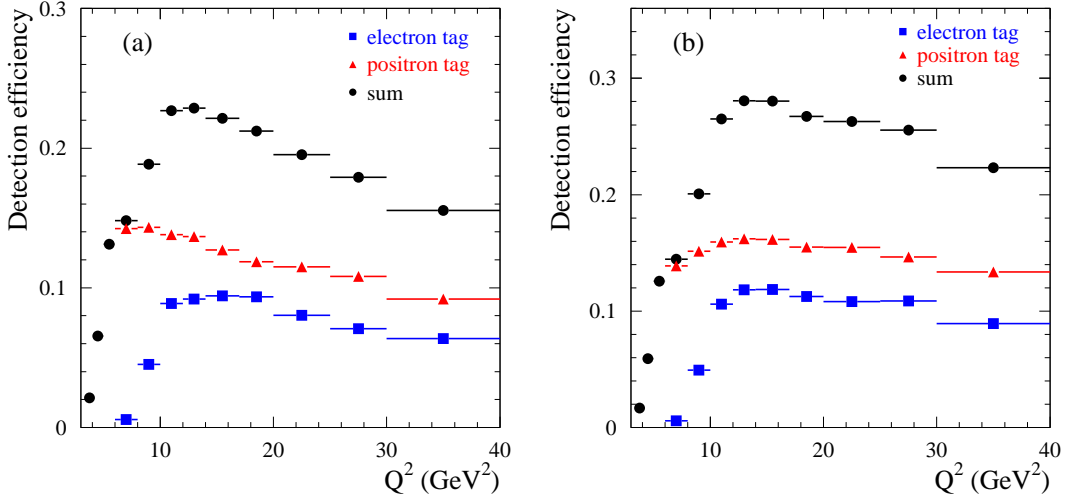 (a)
electron tag
positron tag
sum
Detection efficiency
0.3
0.2
0.1
0
10
20
30
40
Q² (GeV²)
(b)
electron tag
positron tag
sum
Detection efficiency
0.3
0.2
0.1
0
10
20
30
40
Q² (GeV²)